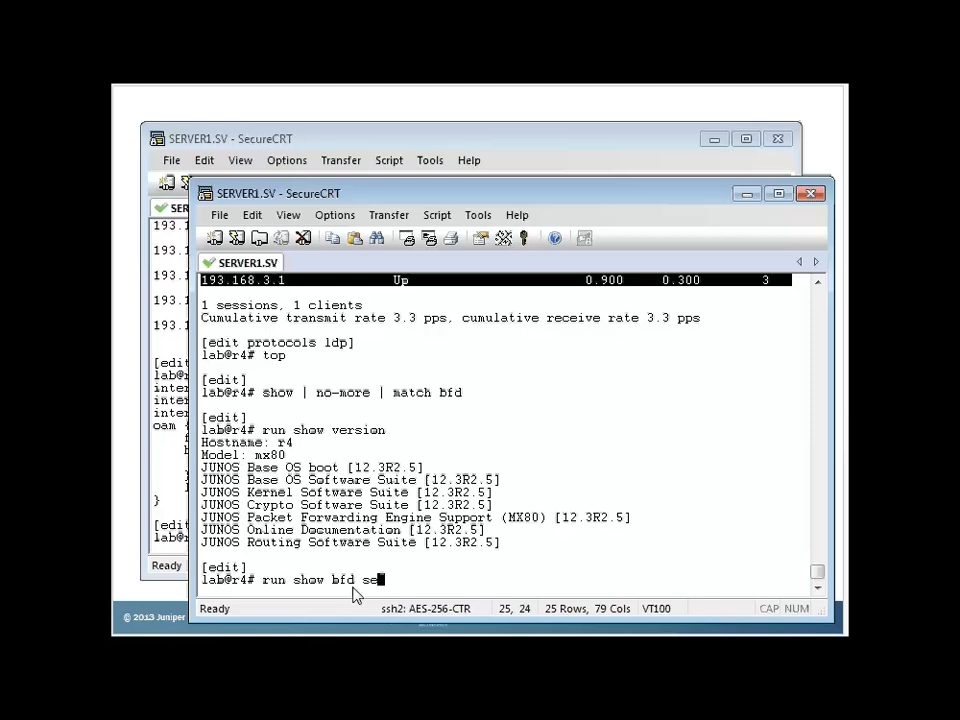 SERVER1.SV - SecureCRT
File Edit View Options Transfer Script Tools Help
SER
193.1
193.1
193.1
193.1
193.1
[edit
lab@r
inter
inter
inter
oam {
}
[edit
lab@r
Ready
SERVER1.SV - SecureCRT
File Edit View Options Transfer Script Tools Help
SERVER1.SV
193.168.3.1 Up 0.900 0.300 3
1 sessions, 1 clients
Cumulative transmit rate 3.3 pps, cumulative receive rate 3.3 pps
[edit protocols ldp]
lab@r4# top
[edit]
lab@r4# show | no-more | match bfd
[edit]
lab@r4# run show version
Hostname: r4
Model: mx80
JUNOS Base OS boot [12.3R2.5]
JUNOS Base OS Software Suite [12.3R2.5]
JUNOS Kernel Software Suite [12.3R2.5]
JUNOS Crypto Software Suite [12.3R2.5]
JUNOS Packet Forwarding Engine Support (MX80) [12.3R2.5]
JUNOS Online Documentation [12.3R2.5]
JUNOS Routing Software Suite [12.3R2.5]
[edit]
lab@r4# run show bfd se
Ready ssh2: AES-256-CTR 25, 24 25 Rows, 79 Cols VT100 CAP NUM
© 2013 Juniper